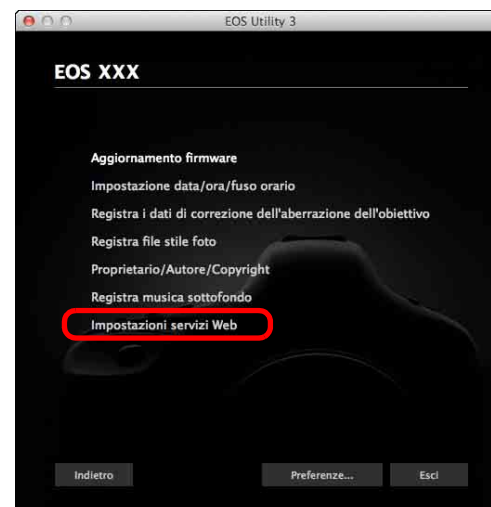 EOS Utility 3
EOS XXX
Aggiornamento firmware
Impostazione data/ora/fuso orario
Registra i dati di correzione dell'aberrazione dell'obiettivo
Registra file stile foto
Proprietario/Autore/Copyright
Registra musica sottofondo
Impostazioni servizi Web
Indietro
Preferenze...
Esci